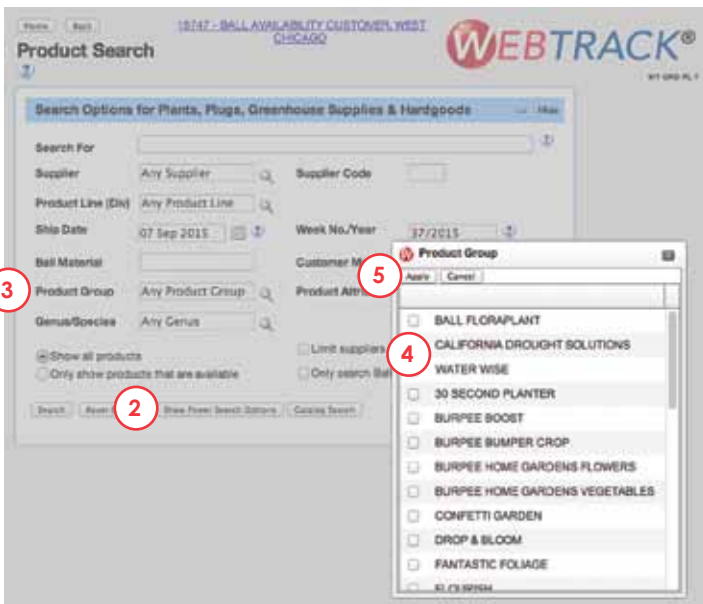 Home Back
18747 - BALL AVAILABILITY CUSTOMER, WEST
CHICAGO
WEBTRACK®
Product Search
Search Options for Plants, Plugs, Greenhouse Supplies & Hardgoods
Hide
Search For
Supplier Any Supplier Supplier Code
Product Line (Div) Any Product Line
Ship Date 07 Sep 2015 Week No./Year 37/2015
Ball Material Customer M
3 Product Group Any Product Group Product Attri
Genus/Species Any Genus
Show all products Limit suppliers
Only show products that are available Only search Ball
Search Reset 2 Show Power Search Options Catalog Search
Product Group
5 Apply Cancel
BALL FLORAPLANT
4 CALIFORNIA DROUGHT SOLUTIONS
WATER WISE
30 SECOND PLANTER
BURPEE BOOST
BURPEE BUMPER CROP
BURPEE HOME GARDENS FLOWERS
BURPEE HOME GARDENS VEGETABLES
CONFETTI GARDEN
DROP & BLOOM
FANTASTIC FOLIAGE
FLOURISH